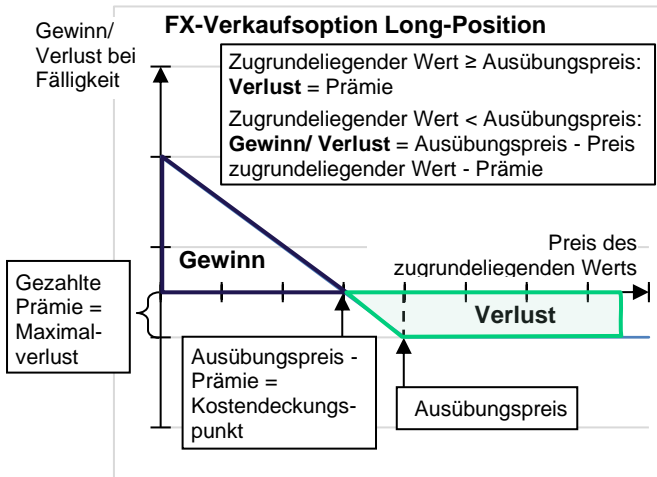 FX-Verkaufsoption Long-Position
Gewinn/
Verlust bei
Fälligkeit
Zugrundeliegender Wert ≥ Ausübungspreis:
Verlust = Prämie
Zugrundeliegender Wert < Ausübungspreis:
Gewinn/ Verlust = Ausübungspreis - Preis
zugrundeliegender Wert - Prämie
Gewinn
Preis des
zugrundeliegenden Werts
Gezahlte
Prämie =
Maximal-
verlust
Verlust
Ausübungspreis -
Prämie =
Kostendeckungs-
punkt
Ausübungspreis